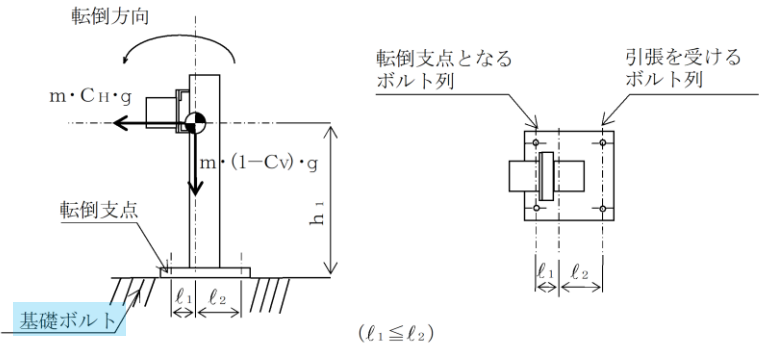 転倒方向
m・CH・g
m・(1－CV)・g
h1
転倒支点
ℓ1 ℓ2
基礎ボルト
転倒支点となる
ボルト列
引張を受ける
ボルト列
ℓ1 ℓ2
(ℓ1≦ℓ2)